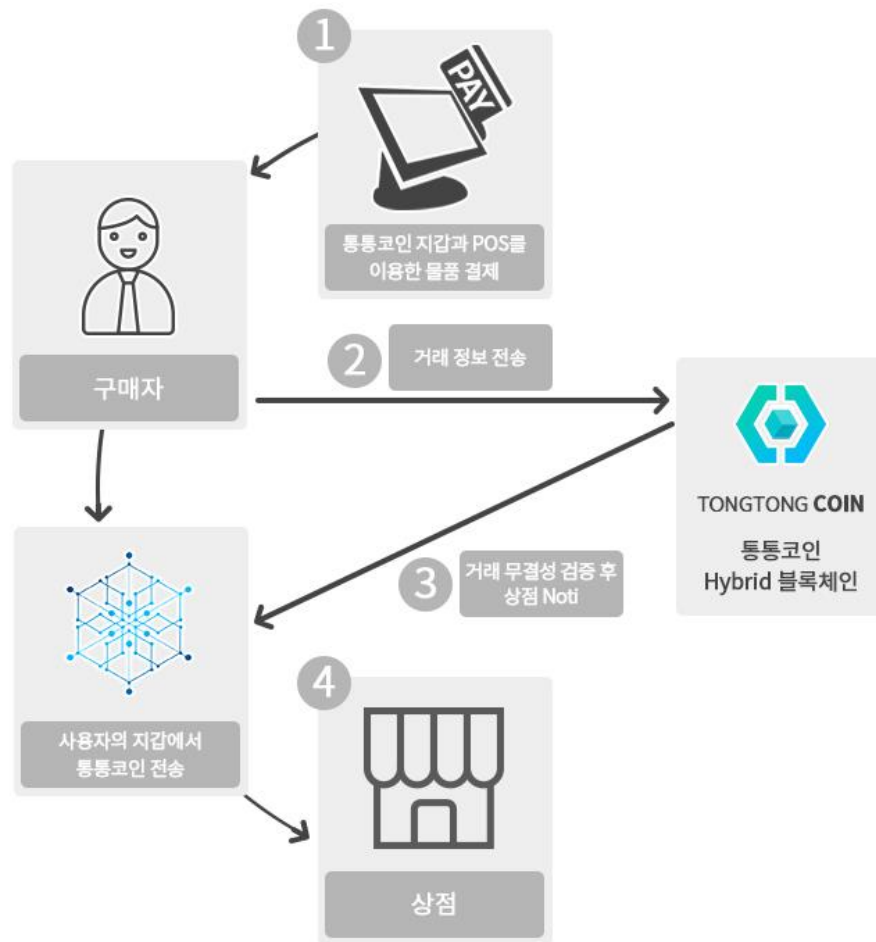 1
PAY
통통코인 지갑과 POS를
이용한 물품 결제
구매자
2
거래 정보 전송
TONGTONG COIN
통통코인
Hybrid 블록체인
3
거래 무결성 검증 후
상점 Noti
사용자의 지갑에서
통통코인 전송
4
상점